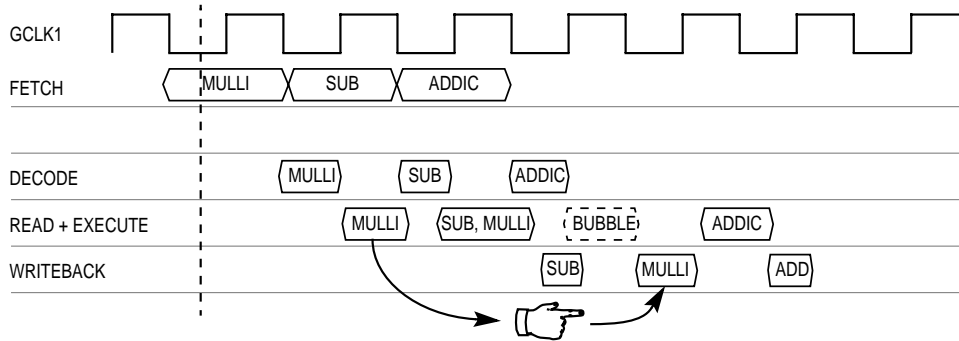 GCLK1
FETCH MULLI SUB ADDIC
DECODE MULLI SUB ADDIC
READ + EXECUTE MULLI SUB, MULLI BUBBLE ADDIC
WRITEBACK SUB MULLI ADD